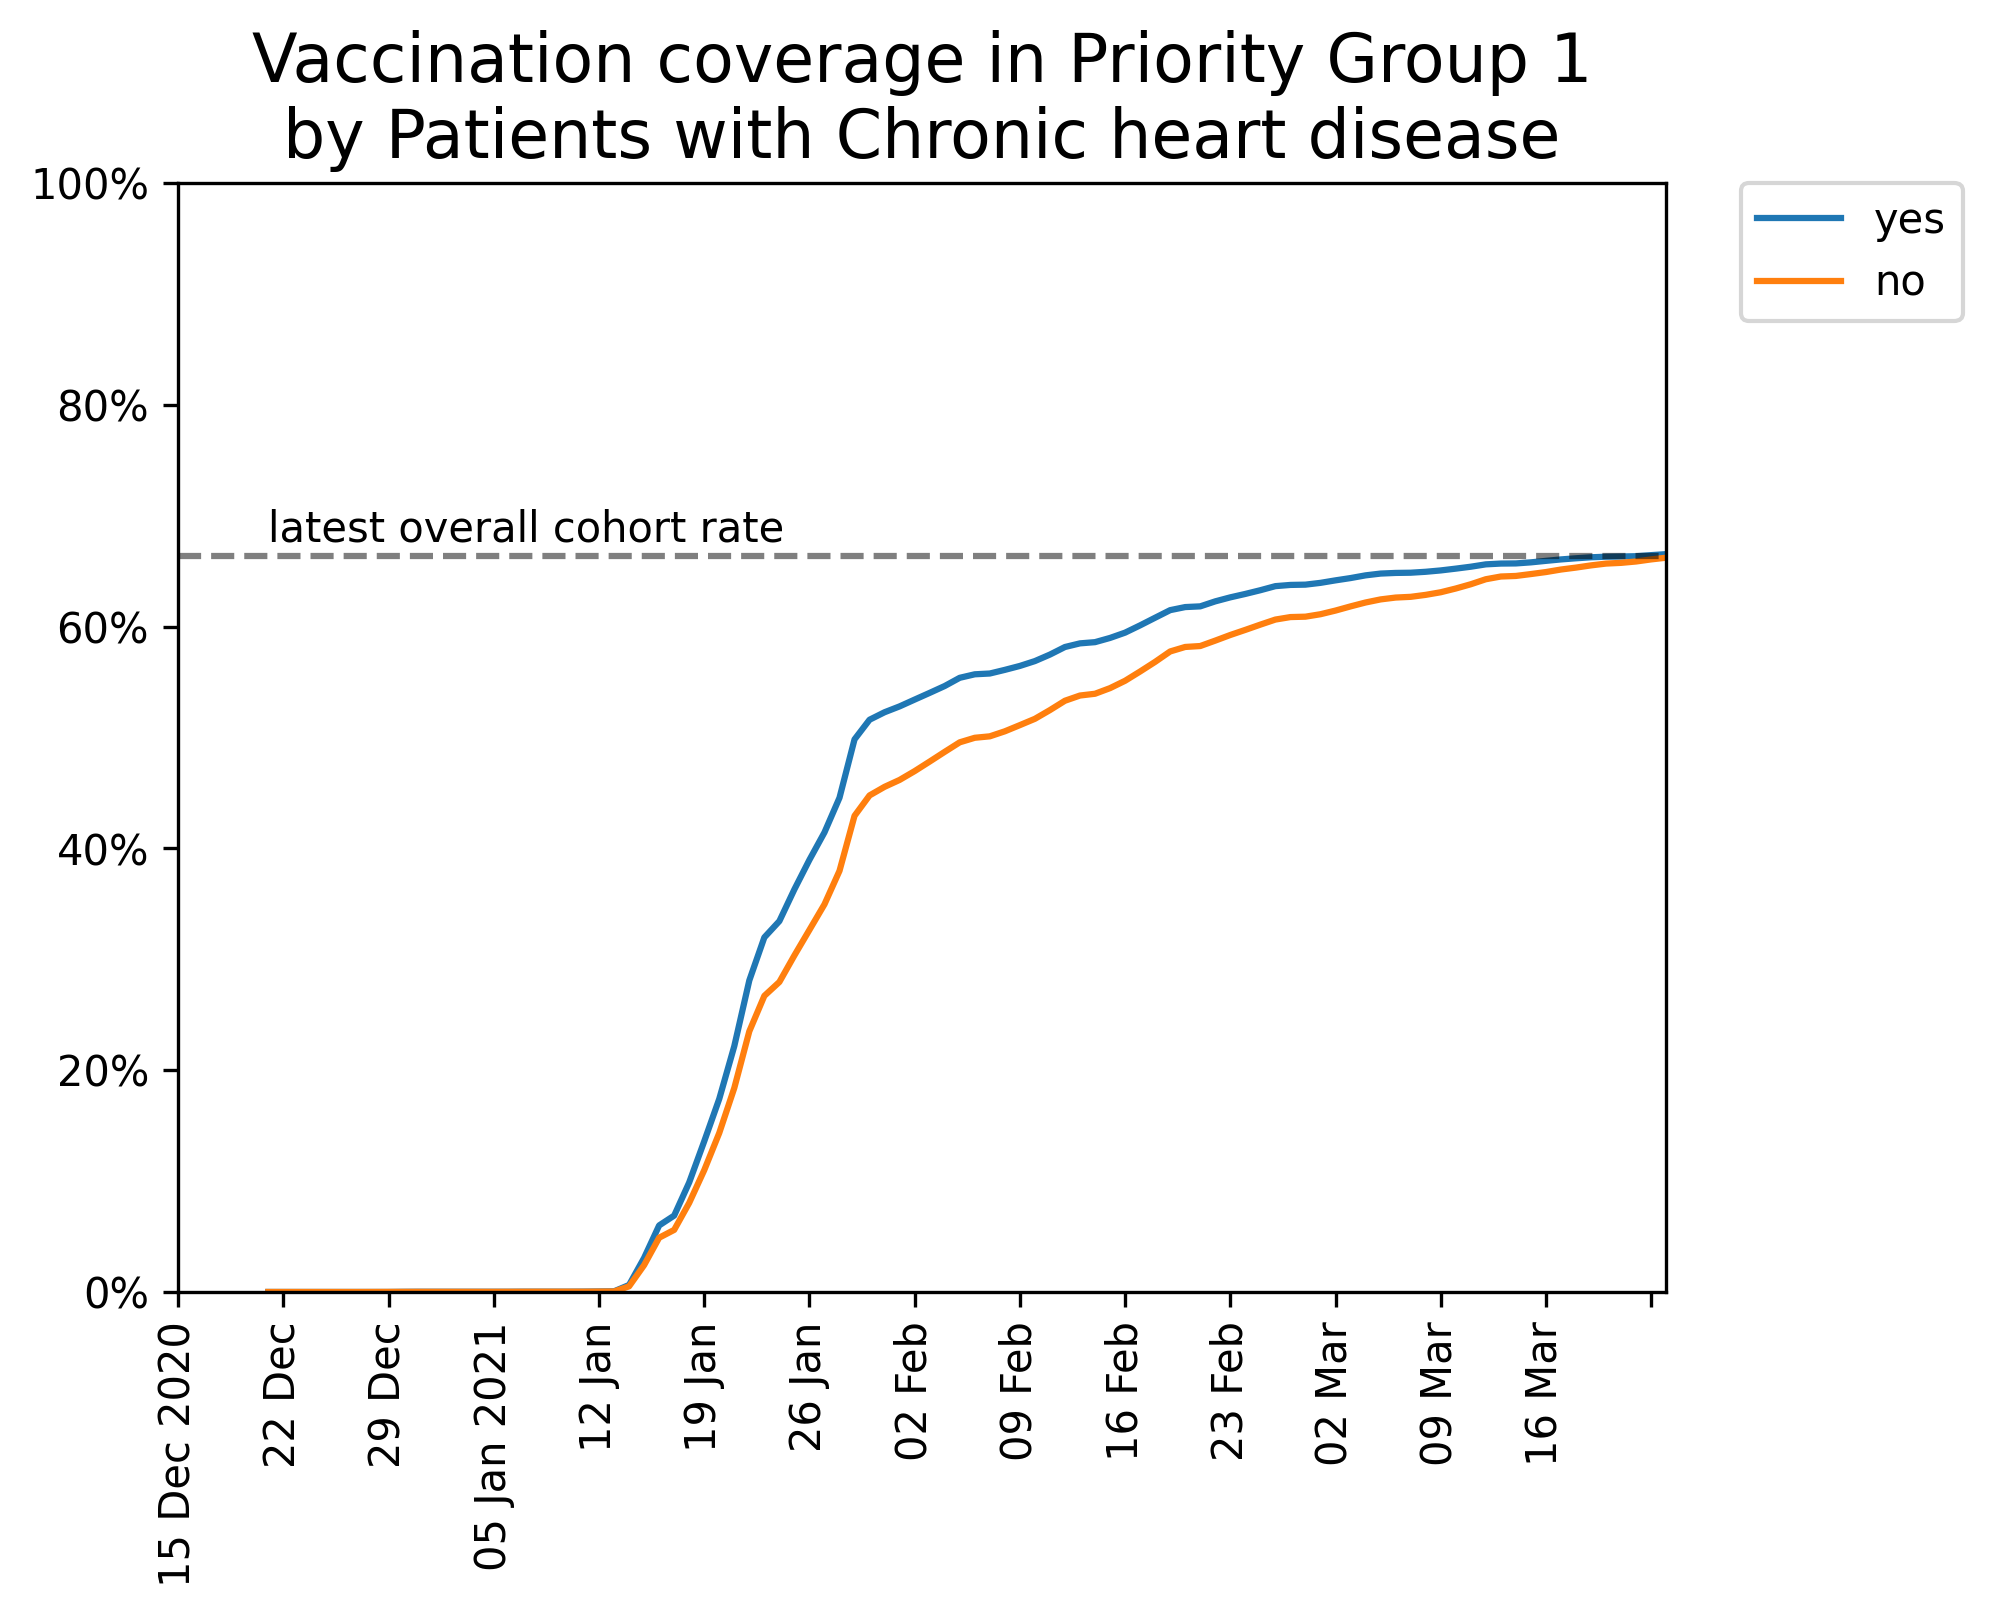 Vaccination coverage in Priority Group 1
by Patients with Chronic heart disease
100%
80%
60%
40%
20%
0%
latest overall cohort rate
yes
no
15 Dec 2020
22 Dec
29 Dec
05 Jan 2021
12 Jan
19 Jan
26 Jan
02 Feb
09 Feb
16 Feb
23 Feb
02 Mar
09 Mar
16 Mar